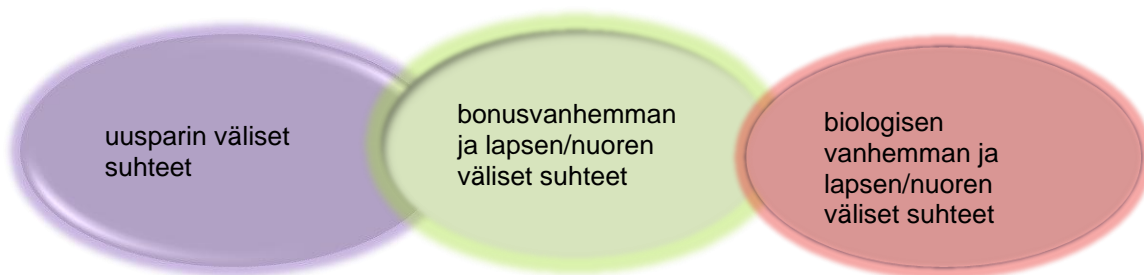 uusparin väliset
suhteet
bonusvanhemman
ja lapsen/nuoren
väliset suhteet
biologisen
vanhemman ja
lapsen/nuoren
väliset suhteet